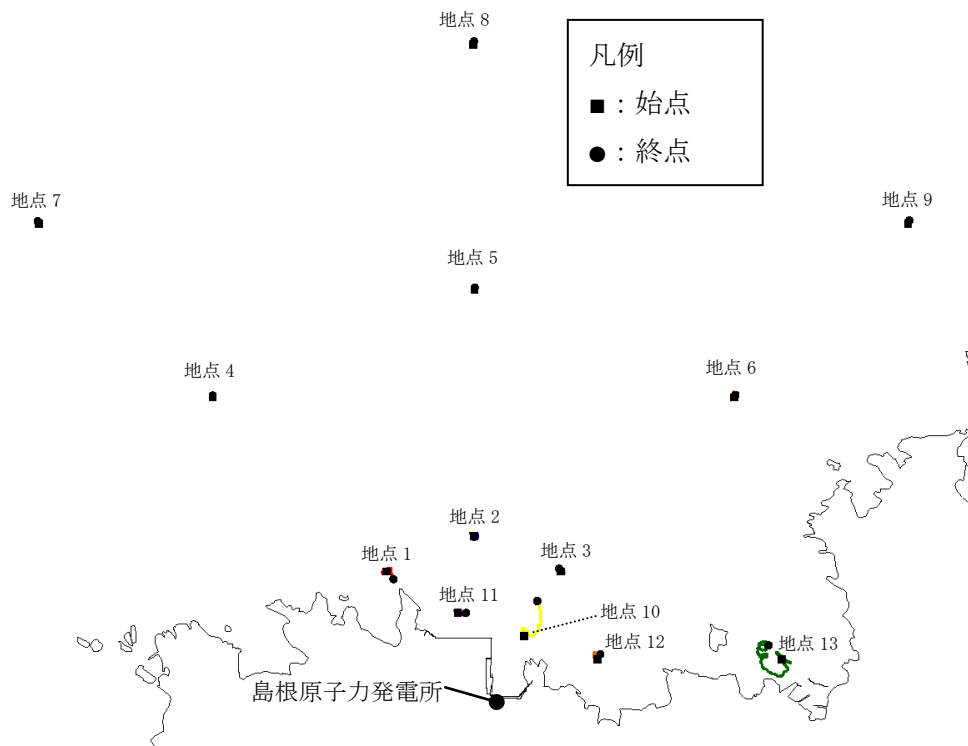 地点 8
凡例
■：始点
●：終点
地点 7
地点 9
地点 5
地点 4
地点 6
地点 2
地点 1
地点 3
地点 11
地点 10
地点 12
地点 13
島根原子力発電所